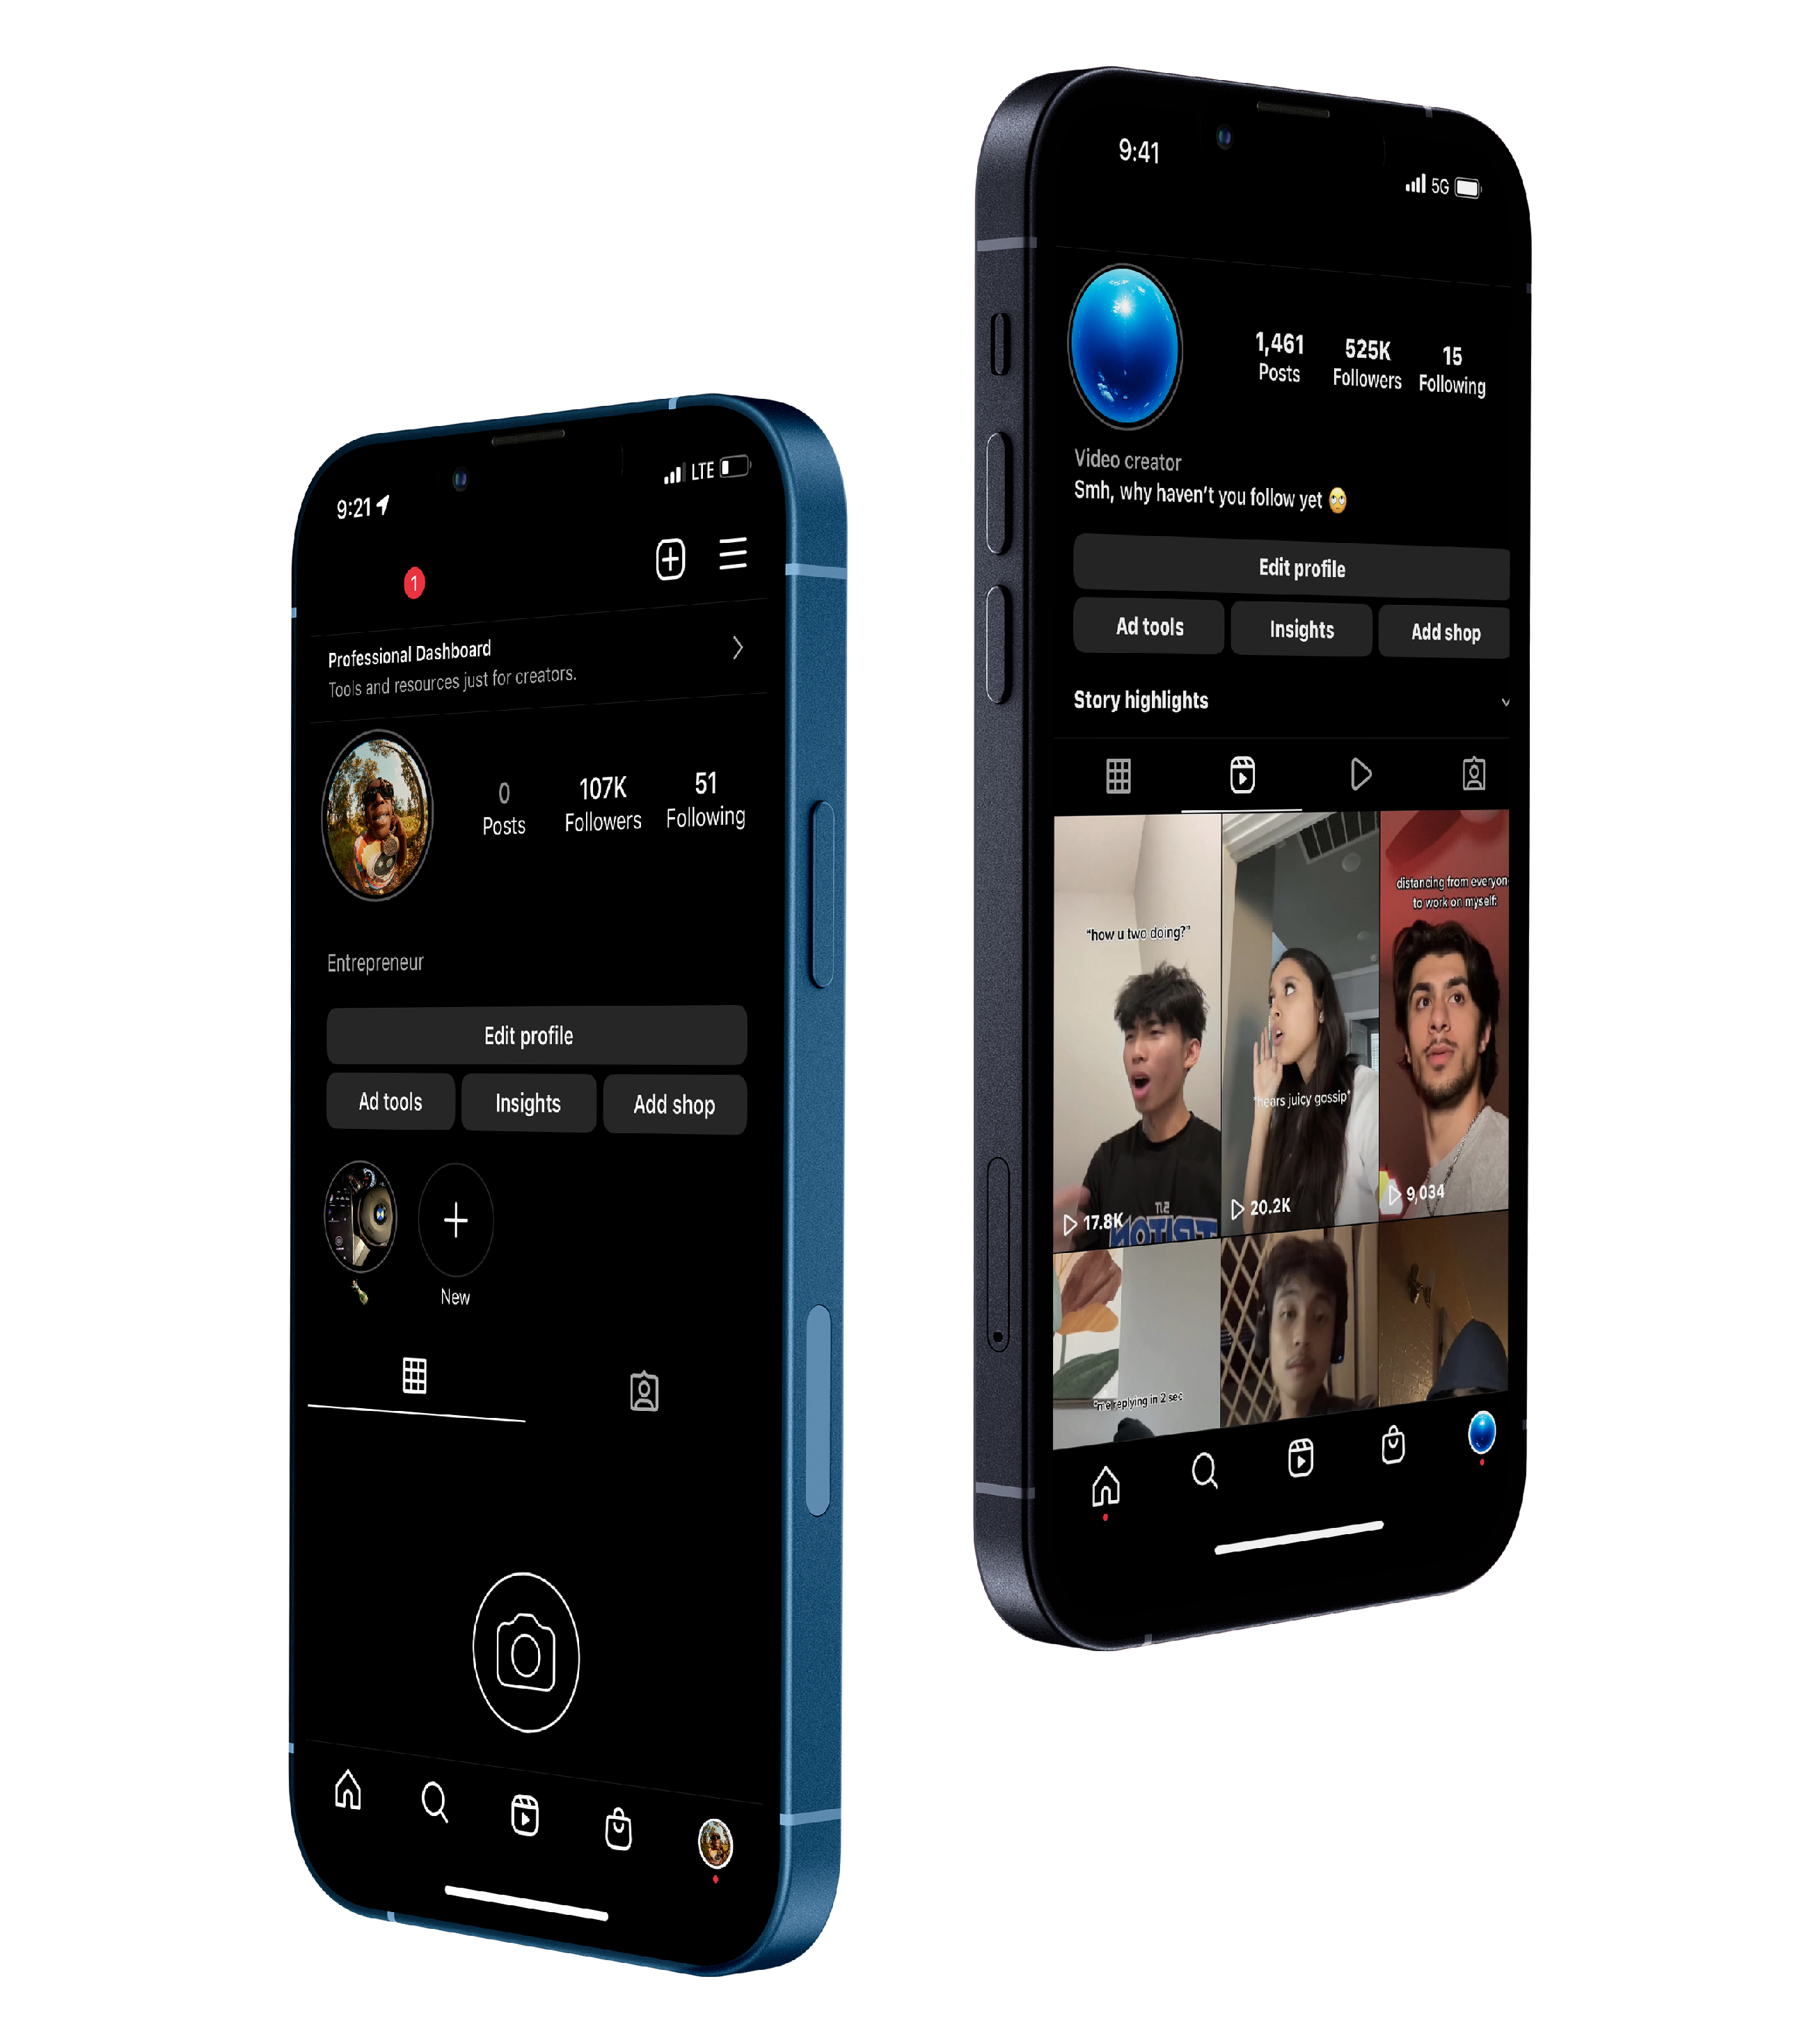 9:21
LTE
1
Professional Dashboard
Tools and resources just for creators.
0 107K 51
Posts Followers Following
Entrepreneur
Edit profile
Ad tools Insights Add shop
New
9:41
5G
1,461 525K 15
Posts Followers Following
Video creator
Smh, why haven't you follow yet 🙄
Edit profile
Ad tools Insights Add shop
Story highlights
"how u two doing?"
17.8K
*hears juicy gossip*
20.2K
distancing from everyon
to work on myself:
9,034
*me replying in 2 sec